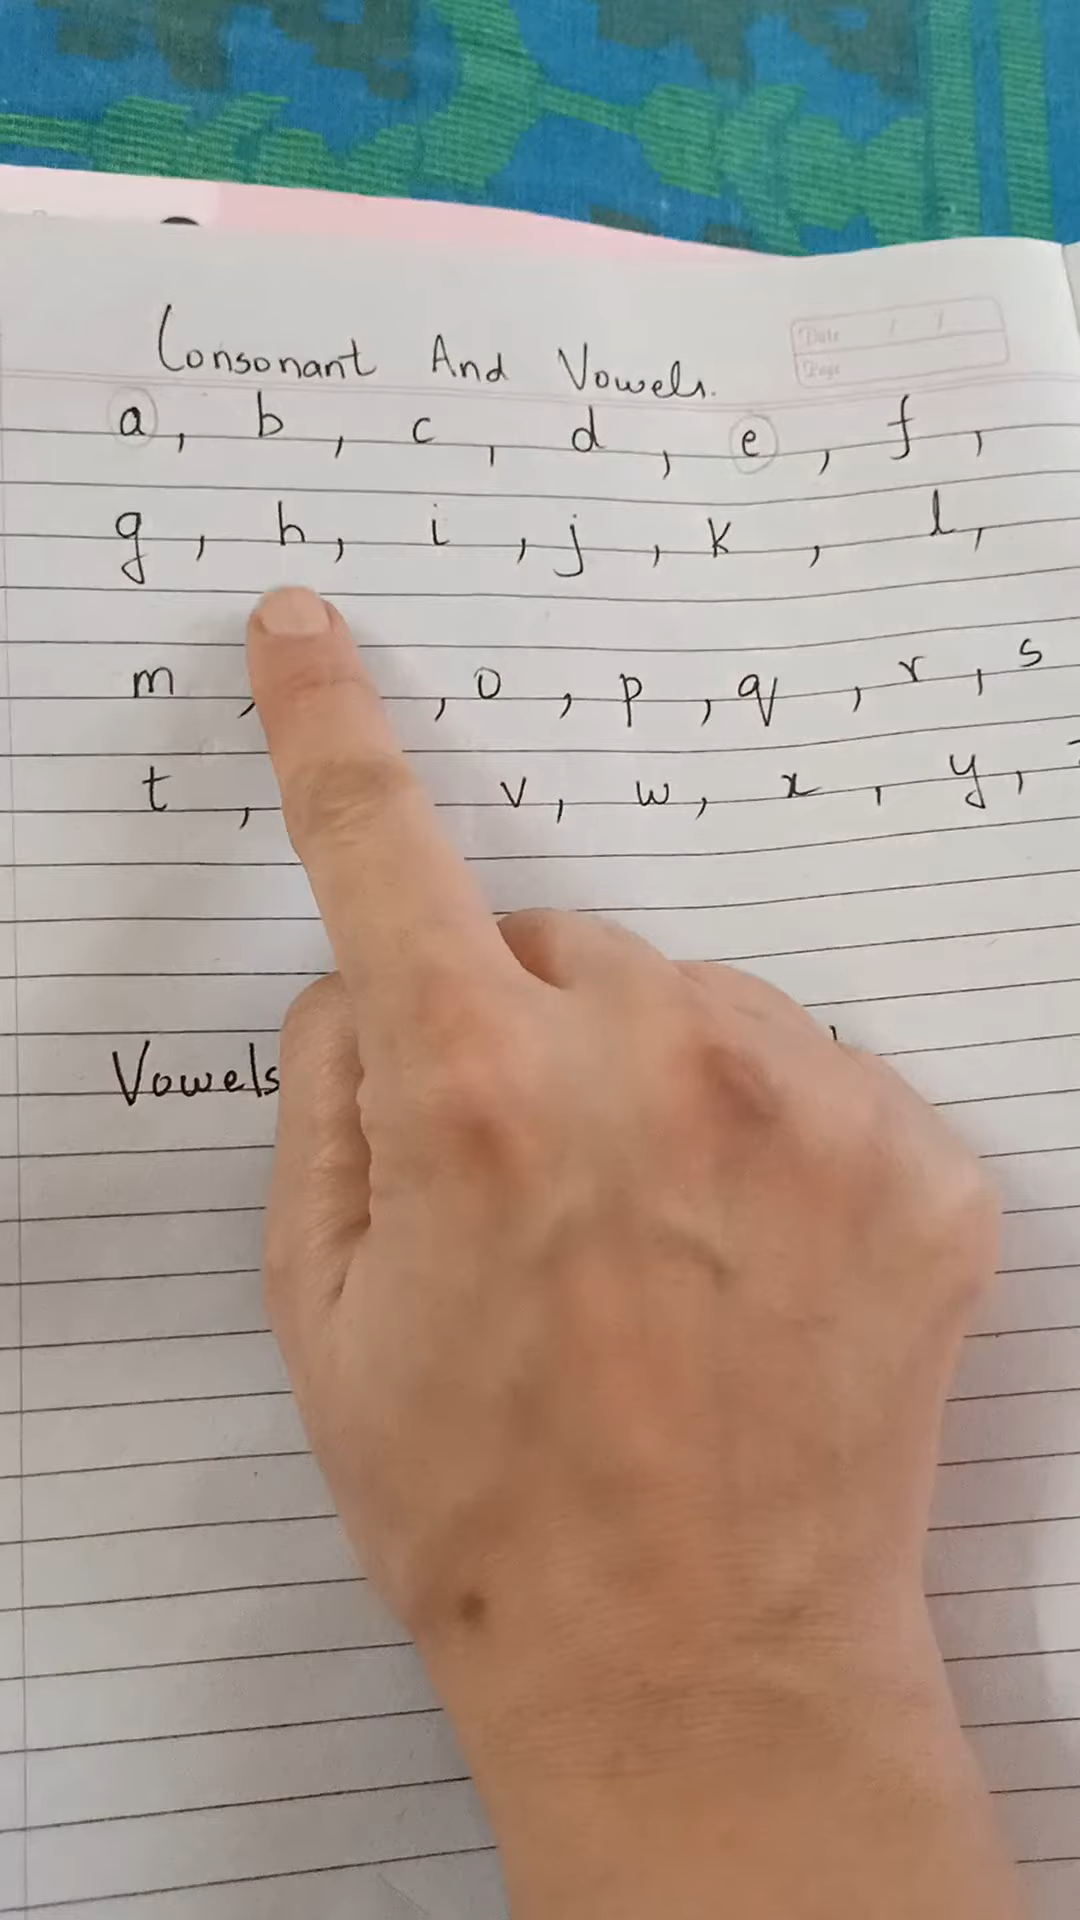 Consonant And Vowels.
Date / /
Page
a, b, c, d, e, f,
g, h, i, j, k, l,
m, , o, p, q, r, s
t, v, w, x, y,
Vowels